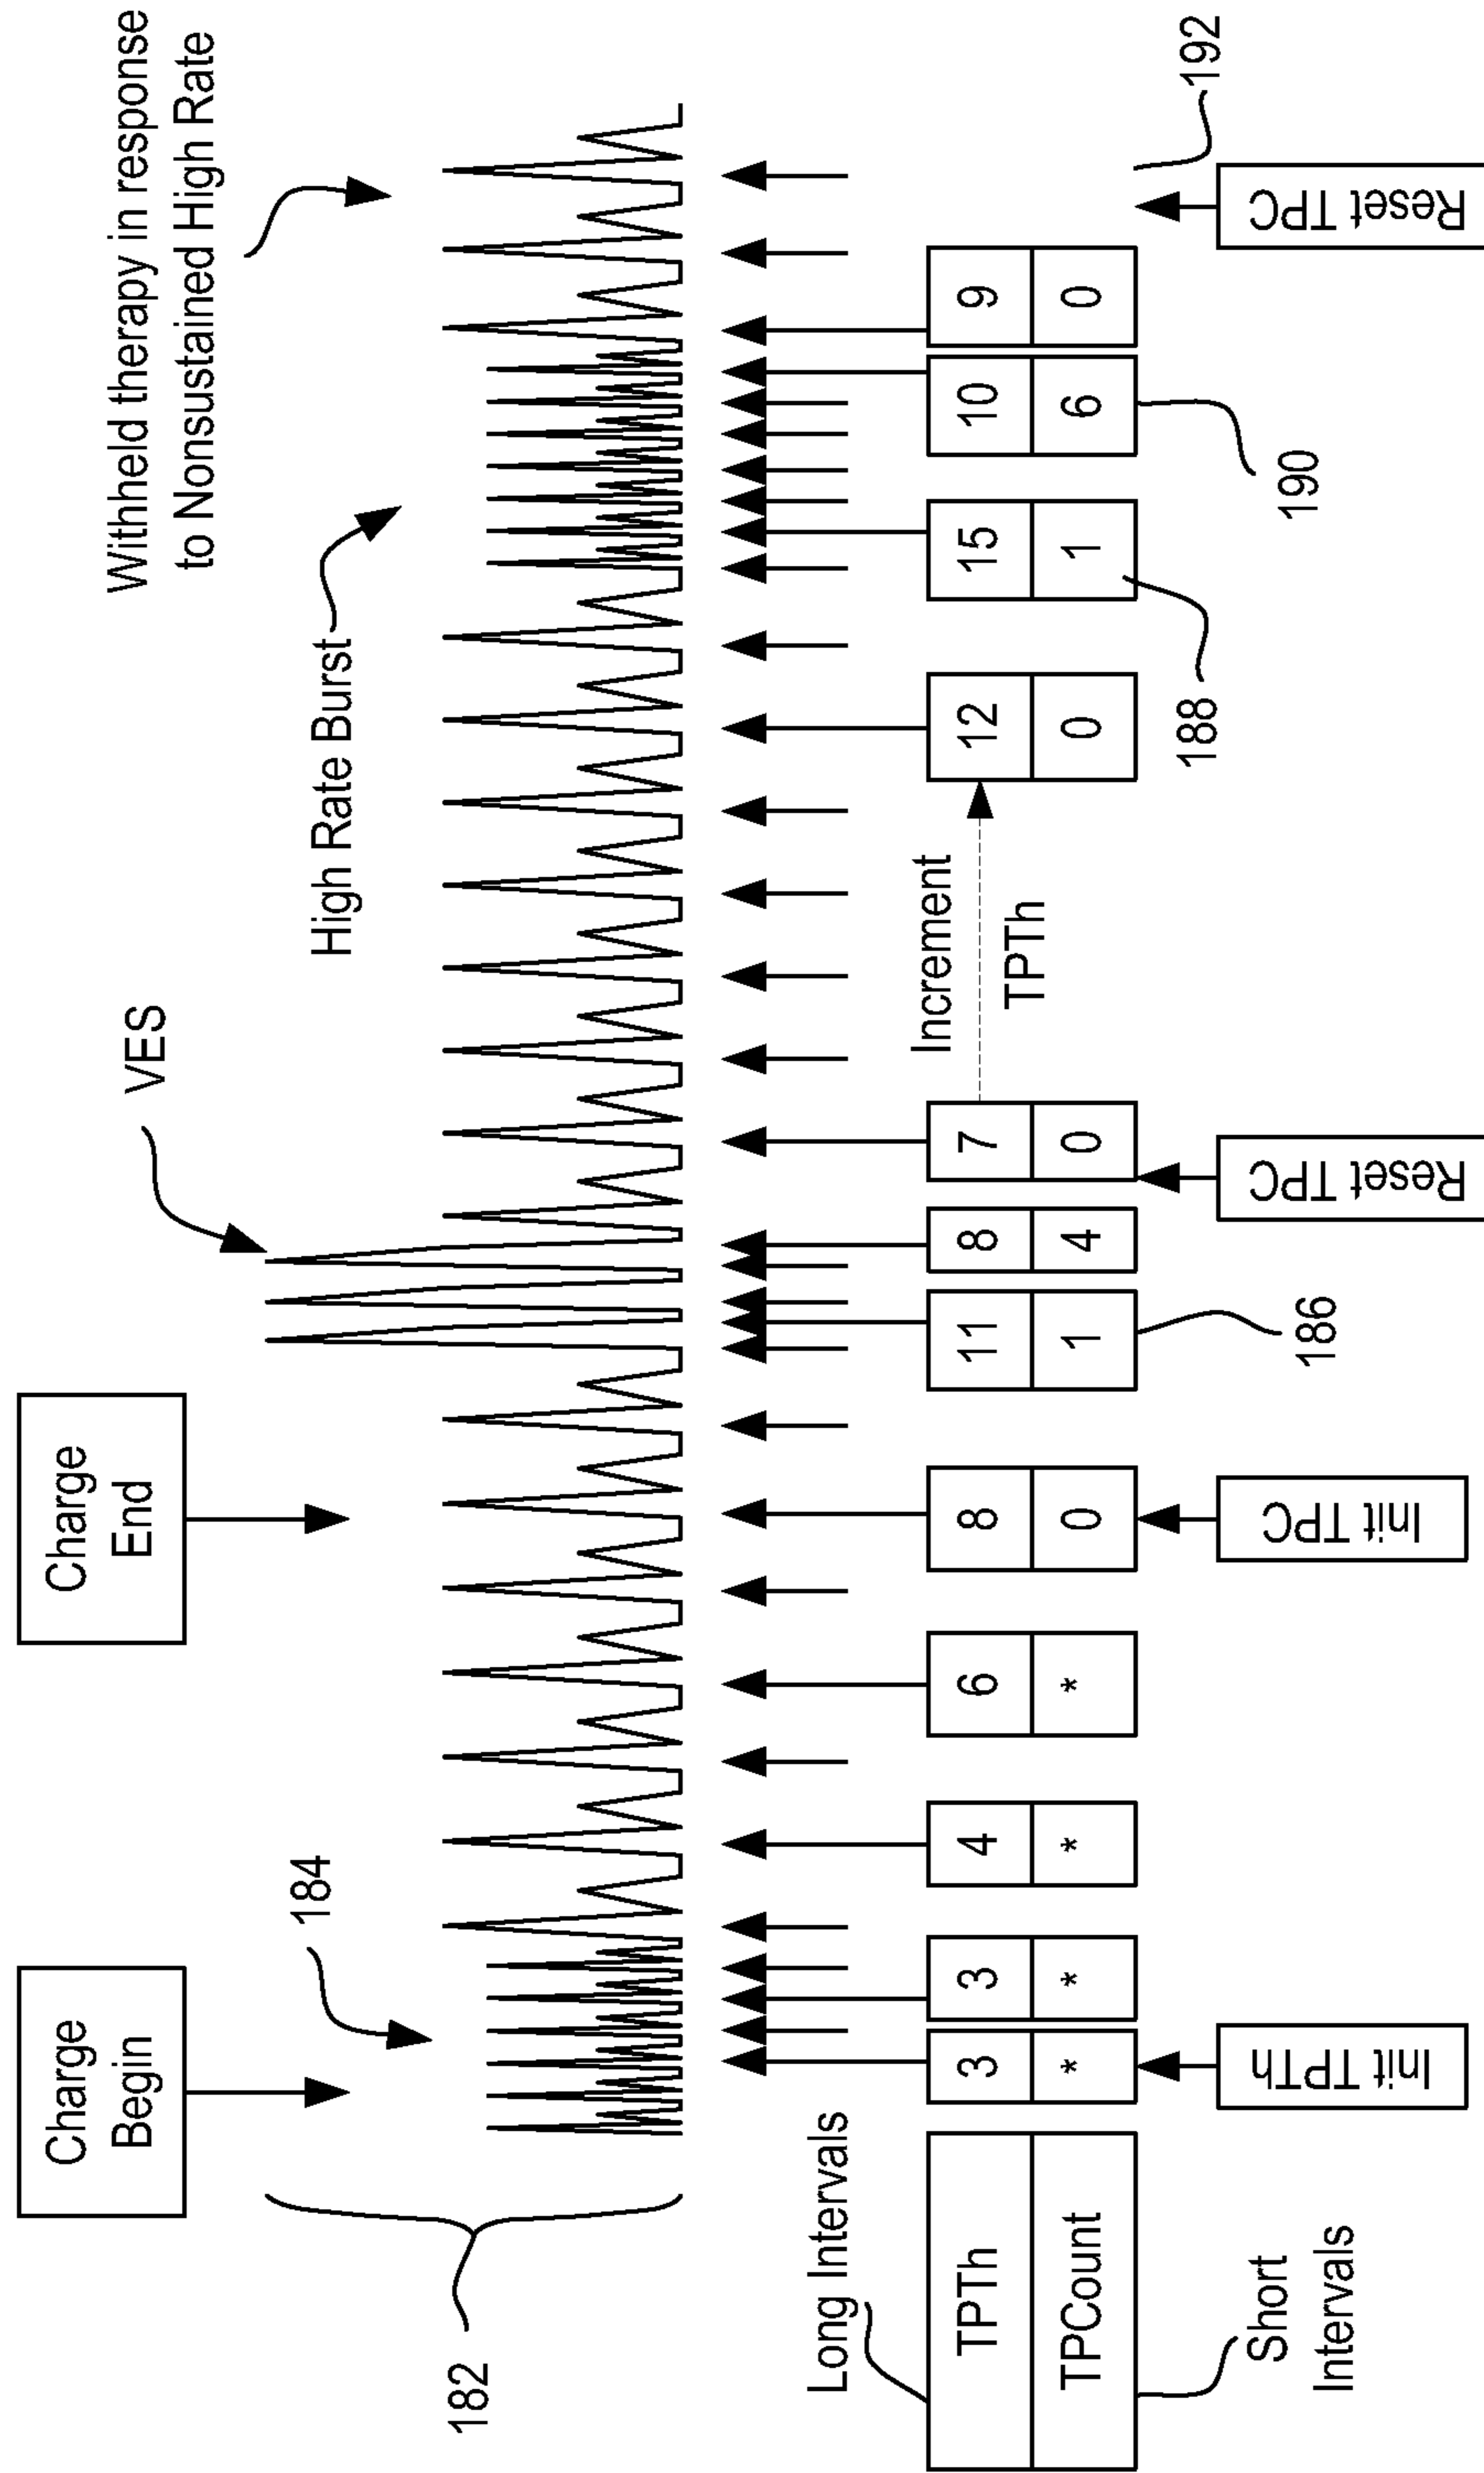 Charge
Begin
Charge
End
VES
Withheld therapy in response
to Nonsustained High Rate
184
High Rate Burst
182
Long Intervals
TPTh
TPCount
Short
Intervals
3
*
3
*
4
*
6
*
8
0
11
1
8
4
7
0
Increment
TPTh
12
0
15
1
10
6
9
0
186
188
190
192
Init TPTh
Init TPC
Reset TPC
Reset TPC